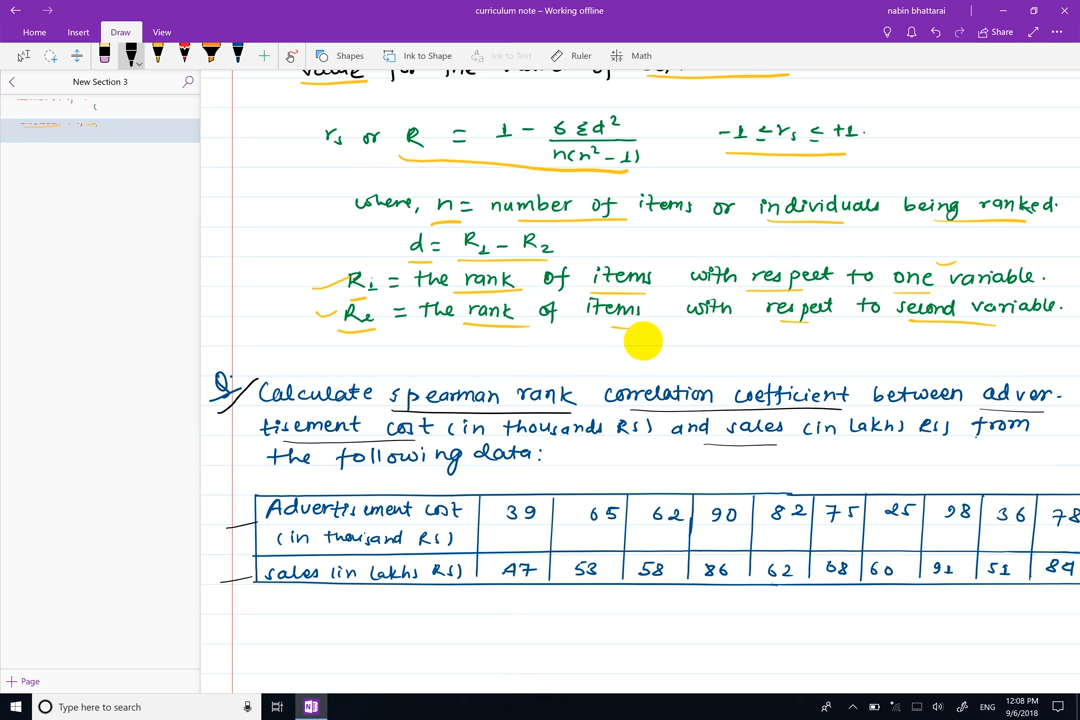 curriculum note – Working offline
nabin bhattarai
Home Insert Draw View
Share
Shapes Ink to Shape Ink to Text Ruler Math
New Section 3
value for the
rs or R = 1 - 6 Σd² / n(n² - 1) -1 ≤ rs ≤ +1.
where, n = number of items or individuals being ranked.
d = R1 - R2
R1 = the rank of items with respect to one variable.
R2 = the rank of items with respect to second variable.
Q. Calculate spearman rank correlation coefficient between adver-
tisement cost (in thousands RS) and sales (in lakhs RS) from
the following data:
Advertisement cost (in thousand RS) 39 65 62 90 82 75 25 98 36 78
sales (in lakhs RS) 47 53 58 86 62 68 60 91 51 84
+ Page
Type here to search
ENG
12:08 PM
9/6/2018